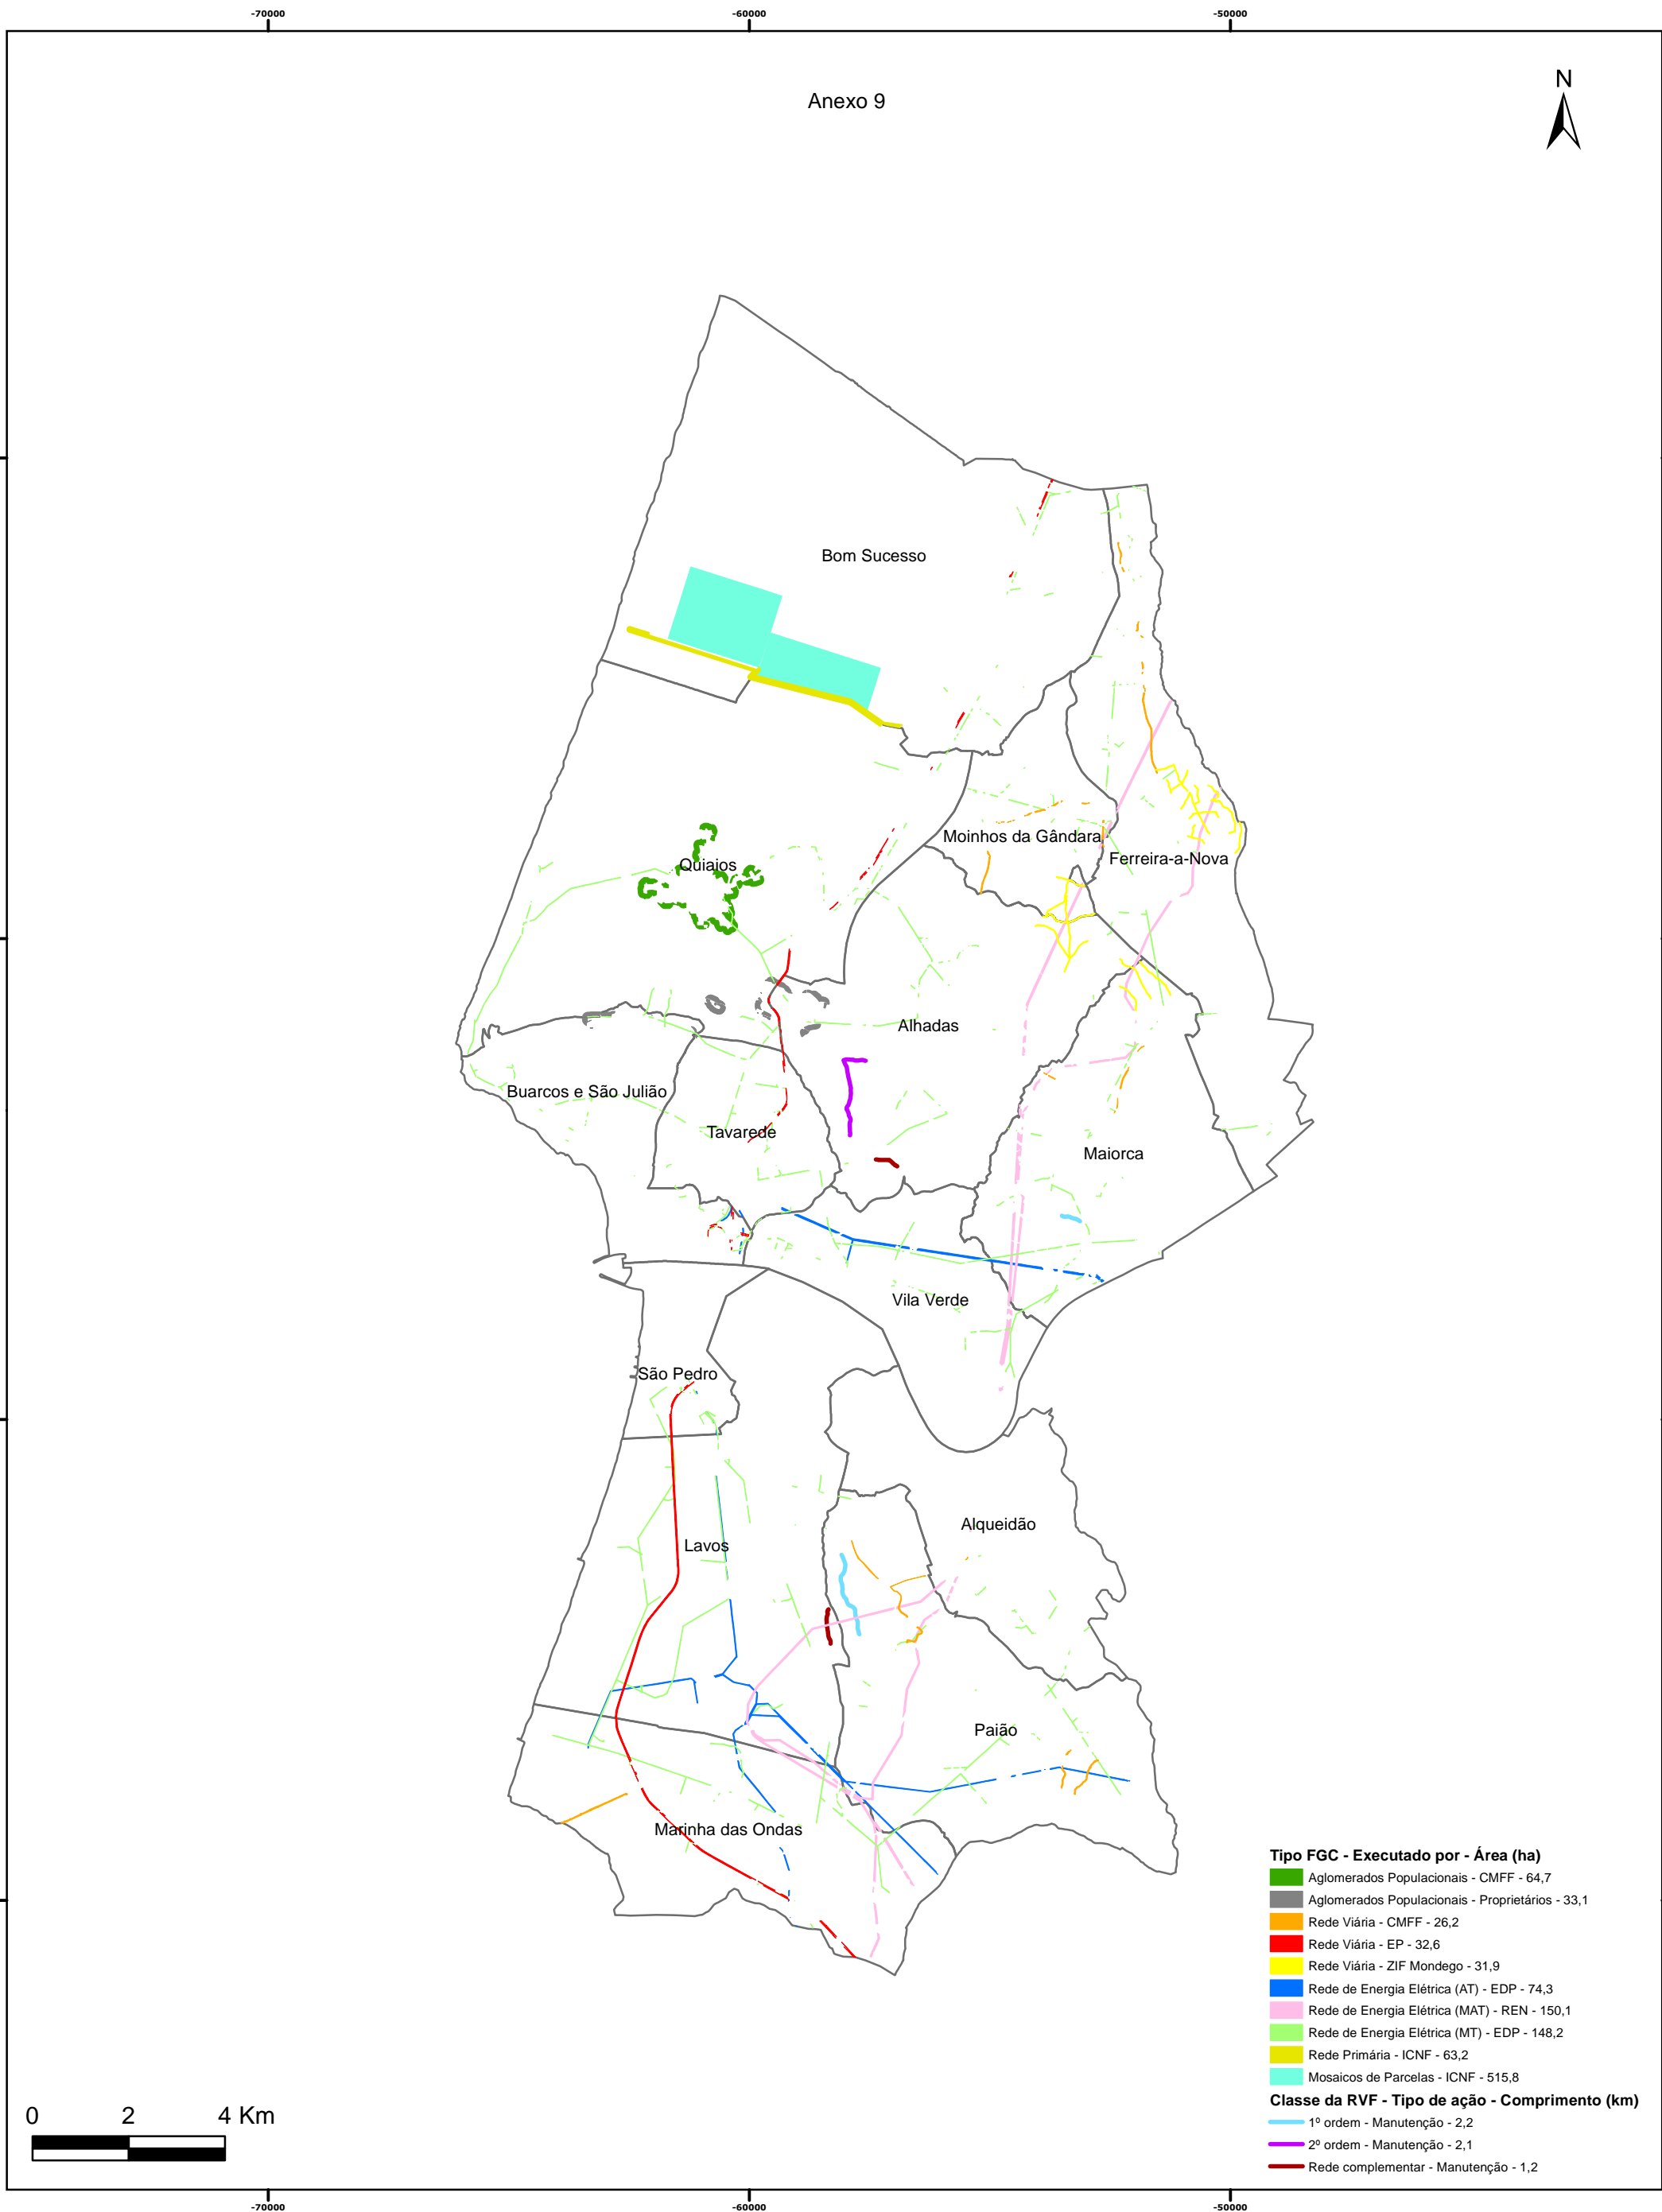 -70000 -60000 -50000
Anexo 9
N
Bom Sucesso
Moinhos da Gândara
Ferreira-a-Nova
Quiaios
Alhadas
Buarcos e São Julião
Tavarede
Maiorca
Vila Verde
São Pedro
Alqueidão
Lavos
Paião
Marinha das Ondas
Tipo FGC - Executado por - Área (ha)
Aglomerados Populacionais - CMFF - 64,7
Aglomerados Populacionais - Proprietários - 33,1
Rede Viária - CMFF - 26,2
Rede Viária - EP - 32,6
Rede Viária - ZIF Mondego - 31,9
Rede de Energia Elétrica (AT) - EDP - 74,3
Rede de Energia Elétrica (MAT) - REN - 150,1
Rede de Energia Elétrica (MT) - EDP - 148,2
Rede Primária - ICNF - 63,2
Mosaicos de Parcelas - ICNF - 515,8
Classe da RVF - Tipo de ação - Comprimento (km)
1º ordem - Manutenção - 2,2
2º ordem - Manutenção - 2,1
Rede complementar - Manutenção - 1,2
0 2 4 Km
-70000 -60000 -50000